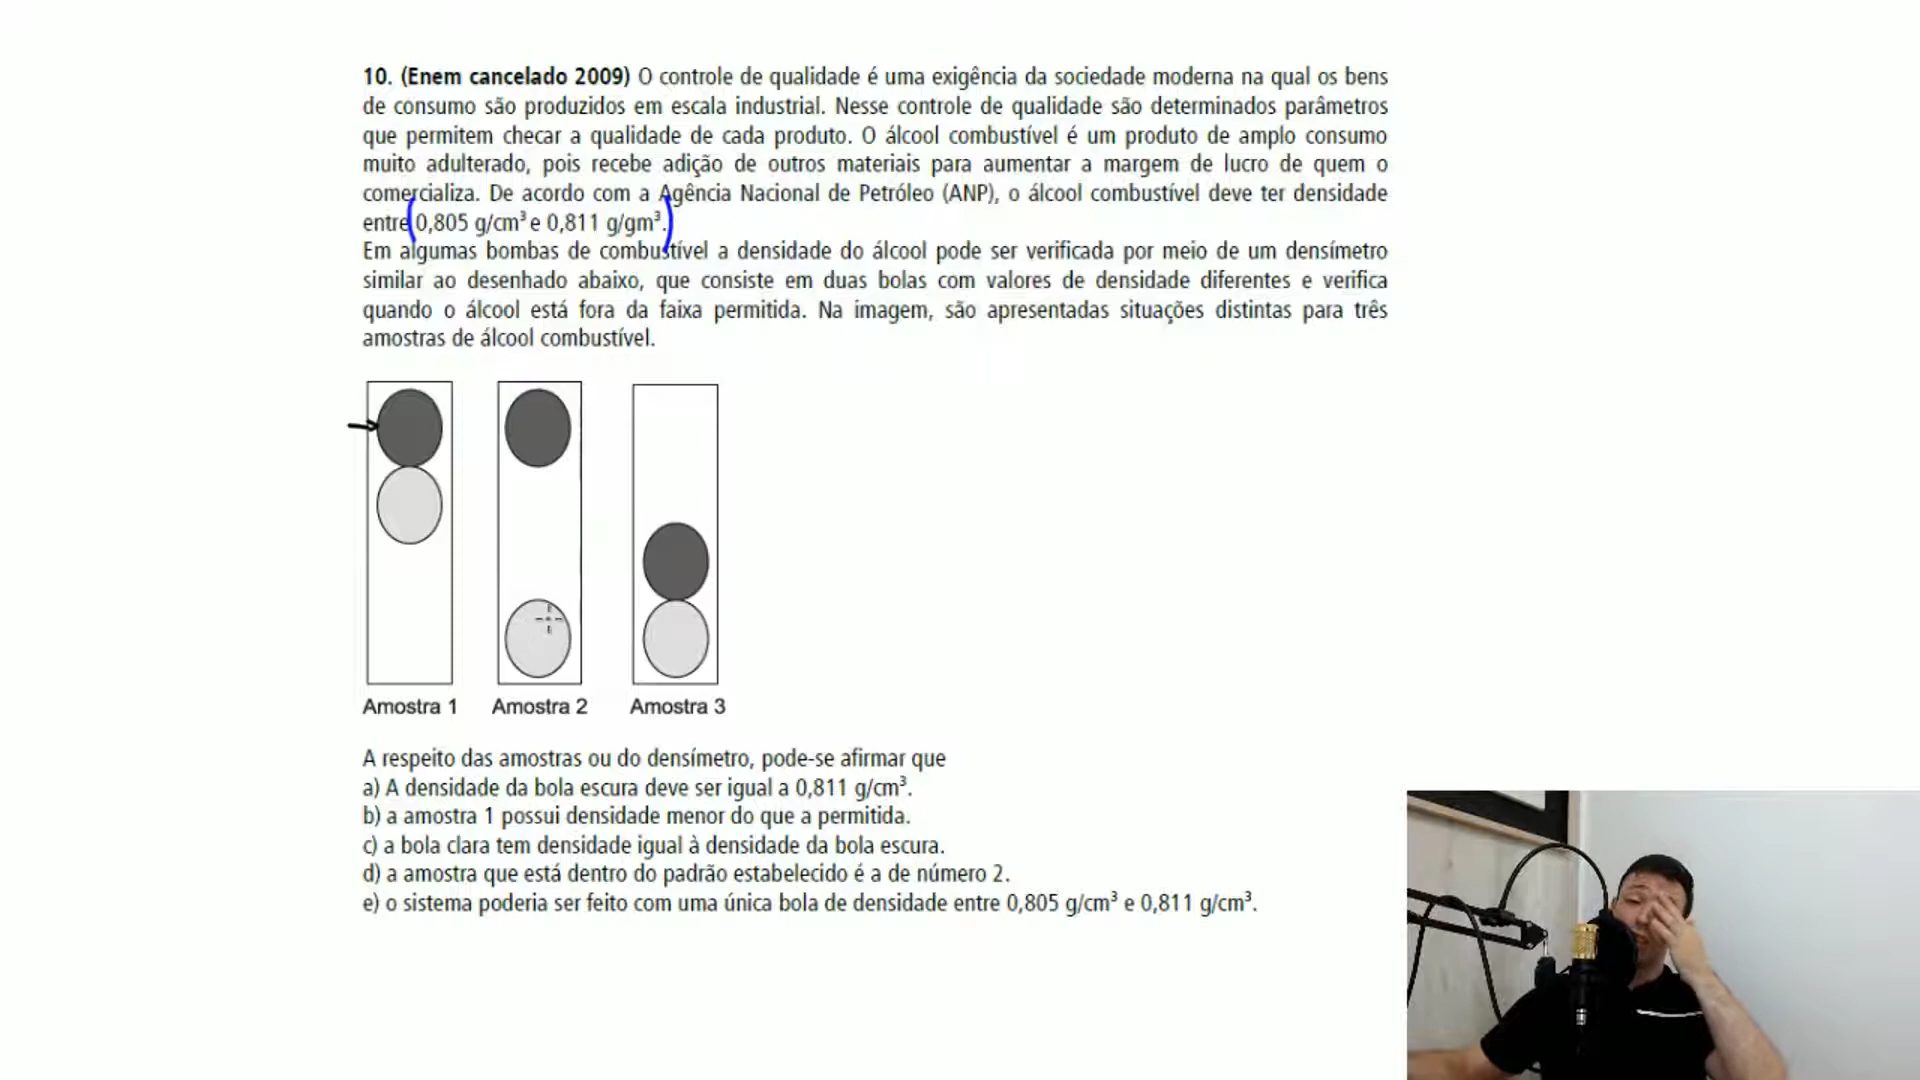 10. (Enem cancelado 2009) O controle de qualidade é uma exigência da sociedade moderna na qual os bens
de consumo são produzidos em escala industrial. Nesse controle de qualidade são determinados parâmetros
que permitem checar a qualidade de cada produto. O álcool combustível é um produto de amplo consumo
muito adulterado, pois recebe adição de outros materiais para aumentar a margem de lucro de quem o
comercializa. De acordo com a Agência Nacional de Petróleo (ANP), o álcool combustível deve ter densidade
entre 0,805 g/cm³ e 0,811 g/gm³.
Em algumas bombas de combustível a densidade do álcool pode ser verificada por meio de um densímetro
similar ao desenhado abaixo, que consiste em duas bolas com valores de densidade diferentes e verifica
quando o álcool está fora da faixa permitida. Na imagem, são apresentadas situações distintas para três
amostras de álcool combustível.
Amostra 1 Amostra 2 Amostra 3
A respeito das amostras ou do densímetro, pode-se afirmar que
a) A densidade da bola escura deve ser igual a 0,811 g/cm³.
b) a amostra 1 possui densidade menor do que a permitida.
c) a bola clara tem densidade igual à densidade da bola escura.
d) a amostra que está dentro do padrão estabelecido é a de número 2.
e) o sistema poderia ser feito com uma única bola de densidade entre 0,805 g/cm³ e 0,811 g/cm³.